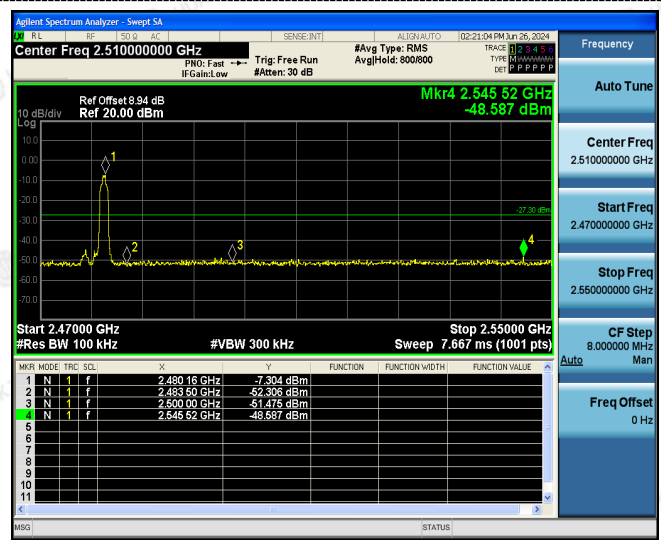 Agilent Spectrum Analyzer - Swept SA
LXI RL RF 50 Ω AC SENSE:INT ALIGN AUTO 02:21:04 PM Jun 26, 2024
Center Freq 2.510000000 GHz
#Avg Type: RMS
TRACE 1 2 3 4 5 6
PNO: Fast Trig: Free Run Avg|Hold: 800/800
TYPE M
IFGain:Low #Atten: 30 dB
DET P P P P P P
Frequency
Auto Tune
Center Freq
2.510000000 GHz
Start Freq
2.470000000 GHz
Stop Freq
2.550000000 GHz
CF Step
8.000000 MHz
Auto Man
Freq Offset
0 Hz
Mkr4 2.545 52 GHz
Ref Offset 8.94 dB
10 dB/div Ref 20.00 dBm
-48.587 dBm
Log
10.0
0.00
-10.0
-20.0
-27.30 dBm
-30.0
-40.0
-50.0
-60.0
-70.0
1
2
3
4
Start 2.47000 GHz Stop 2.55000 GHz
#Res BW 100 kHz #VBW 300 kHz Sweep 7.667 ms (1001 pts)
MKR MODE TRC SCL X Y FUNCTION FUNCTION WIDTH FUNCTION VALUE
1 N 1 f 2.480 16 GHz -7.304 dBm
2 N 1 f 2.483 50 GHz -52.306 dBm
3 N 1 f 2.500 00 GHz -51.475 dBm
4 N 1 f 2.545 52 GHz -48.587 dBm
5
6
7
8
9
10
11
MSG STATUS